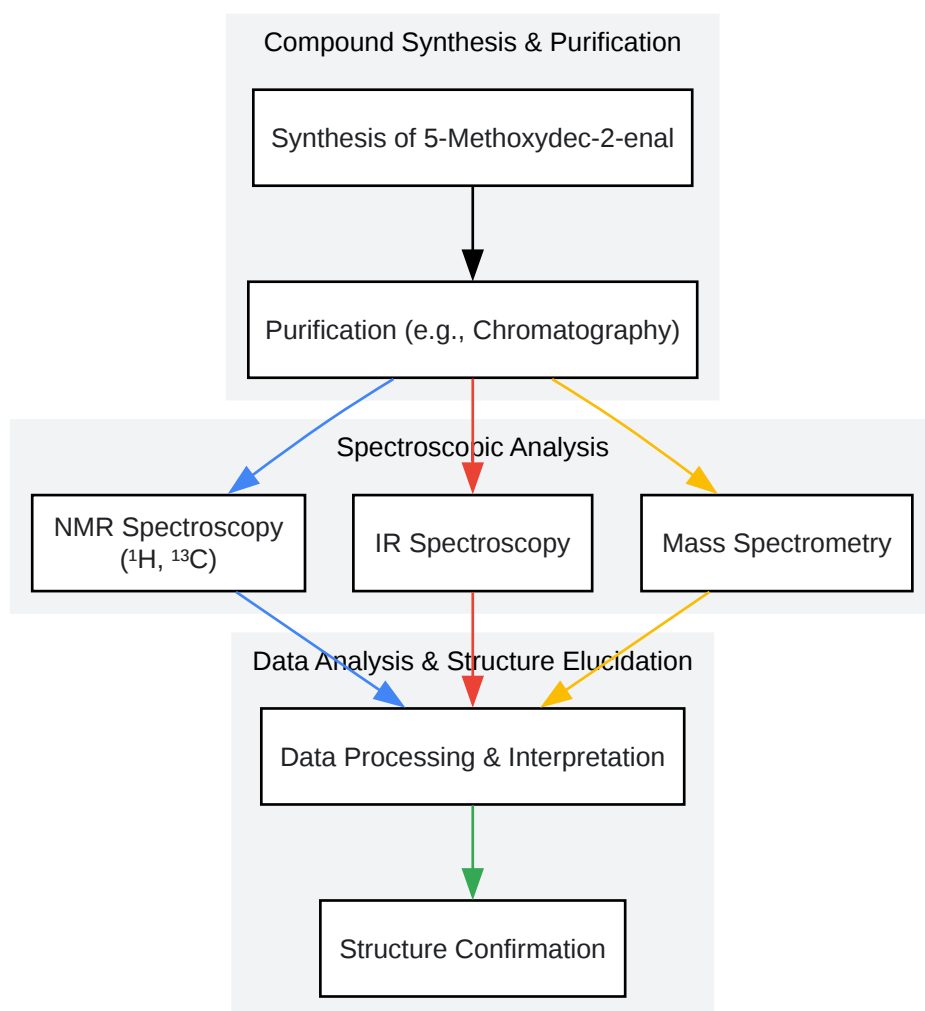 Compound Synthesis & Purification
Synthesis of 5-Methoxydec-2-enal
Purification (e.g., Chromatography)
Spectroscopic Analysis
NMR Spectroscopy
(¹H, ¹³C)
IR Spectroscopy
Mass Spectrometry
Data Analysis & Structure Elucidation
Data Processing & Interpretation
Structure Confirmation